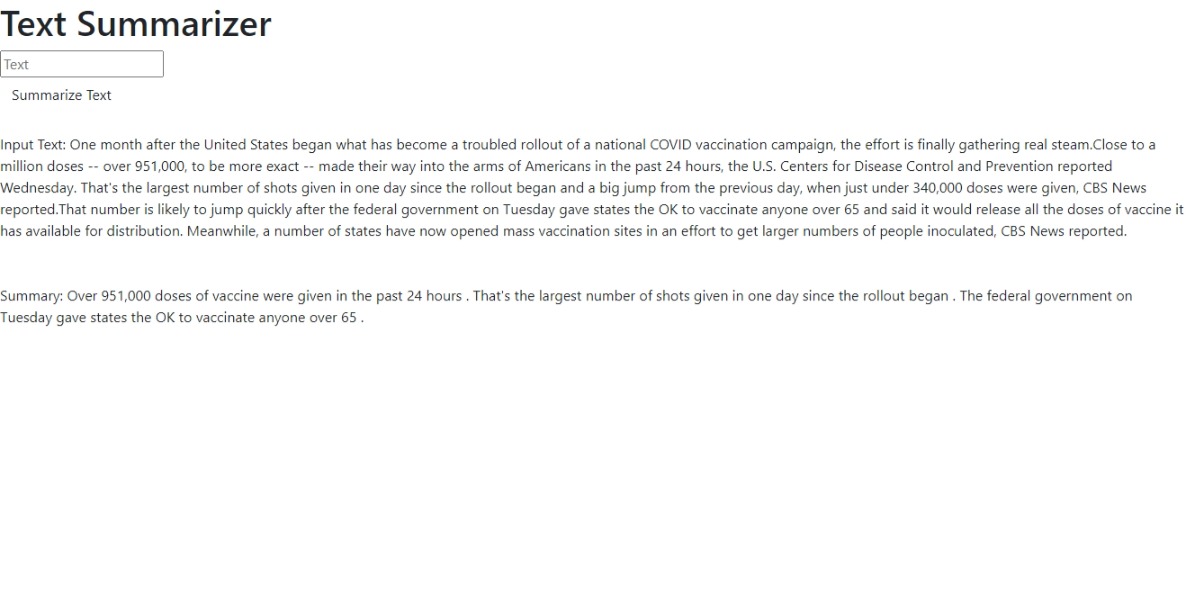 Text Summarizer
Text
Summarize Text
Input Text: One month after the United States began what has become a troubled rollout of a national COVID vaccination campaign, the effort is finally gathering real steam.Close to a
million doses -- over 951,000, to be more exact -- made their way into the arms of Americans in the past 24 hours, the U.S. Centers for Disease Control and Prevention reported
Wednesday. That's the largest number of shots given in one day since the rollout began and a big jump from the previous day, when just under 340,000 doses were given, CBS News
reported.That number is likely to jump quickly after the federal government on Tuesday gave states the OK to vaccinate anyone over 65 and said it would release all the doses of vaccine it
has available for distribution. Meanwhile, a number of states have now opened mass vaccination sites in an effort to get larger numbers of people inoculated, CBS News reported.
Summary: Over 951,000 doses of vaccine were given in the past 24 hours . That's the largest number of shots given in one day since the rollout began . The federal government on
Tuesday gave states the OK to vaccinate anyone over 65 .